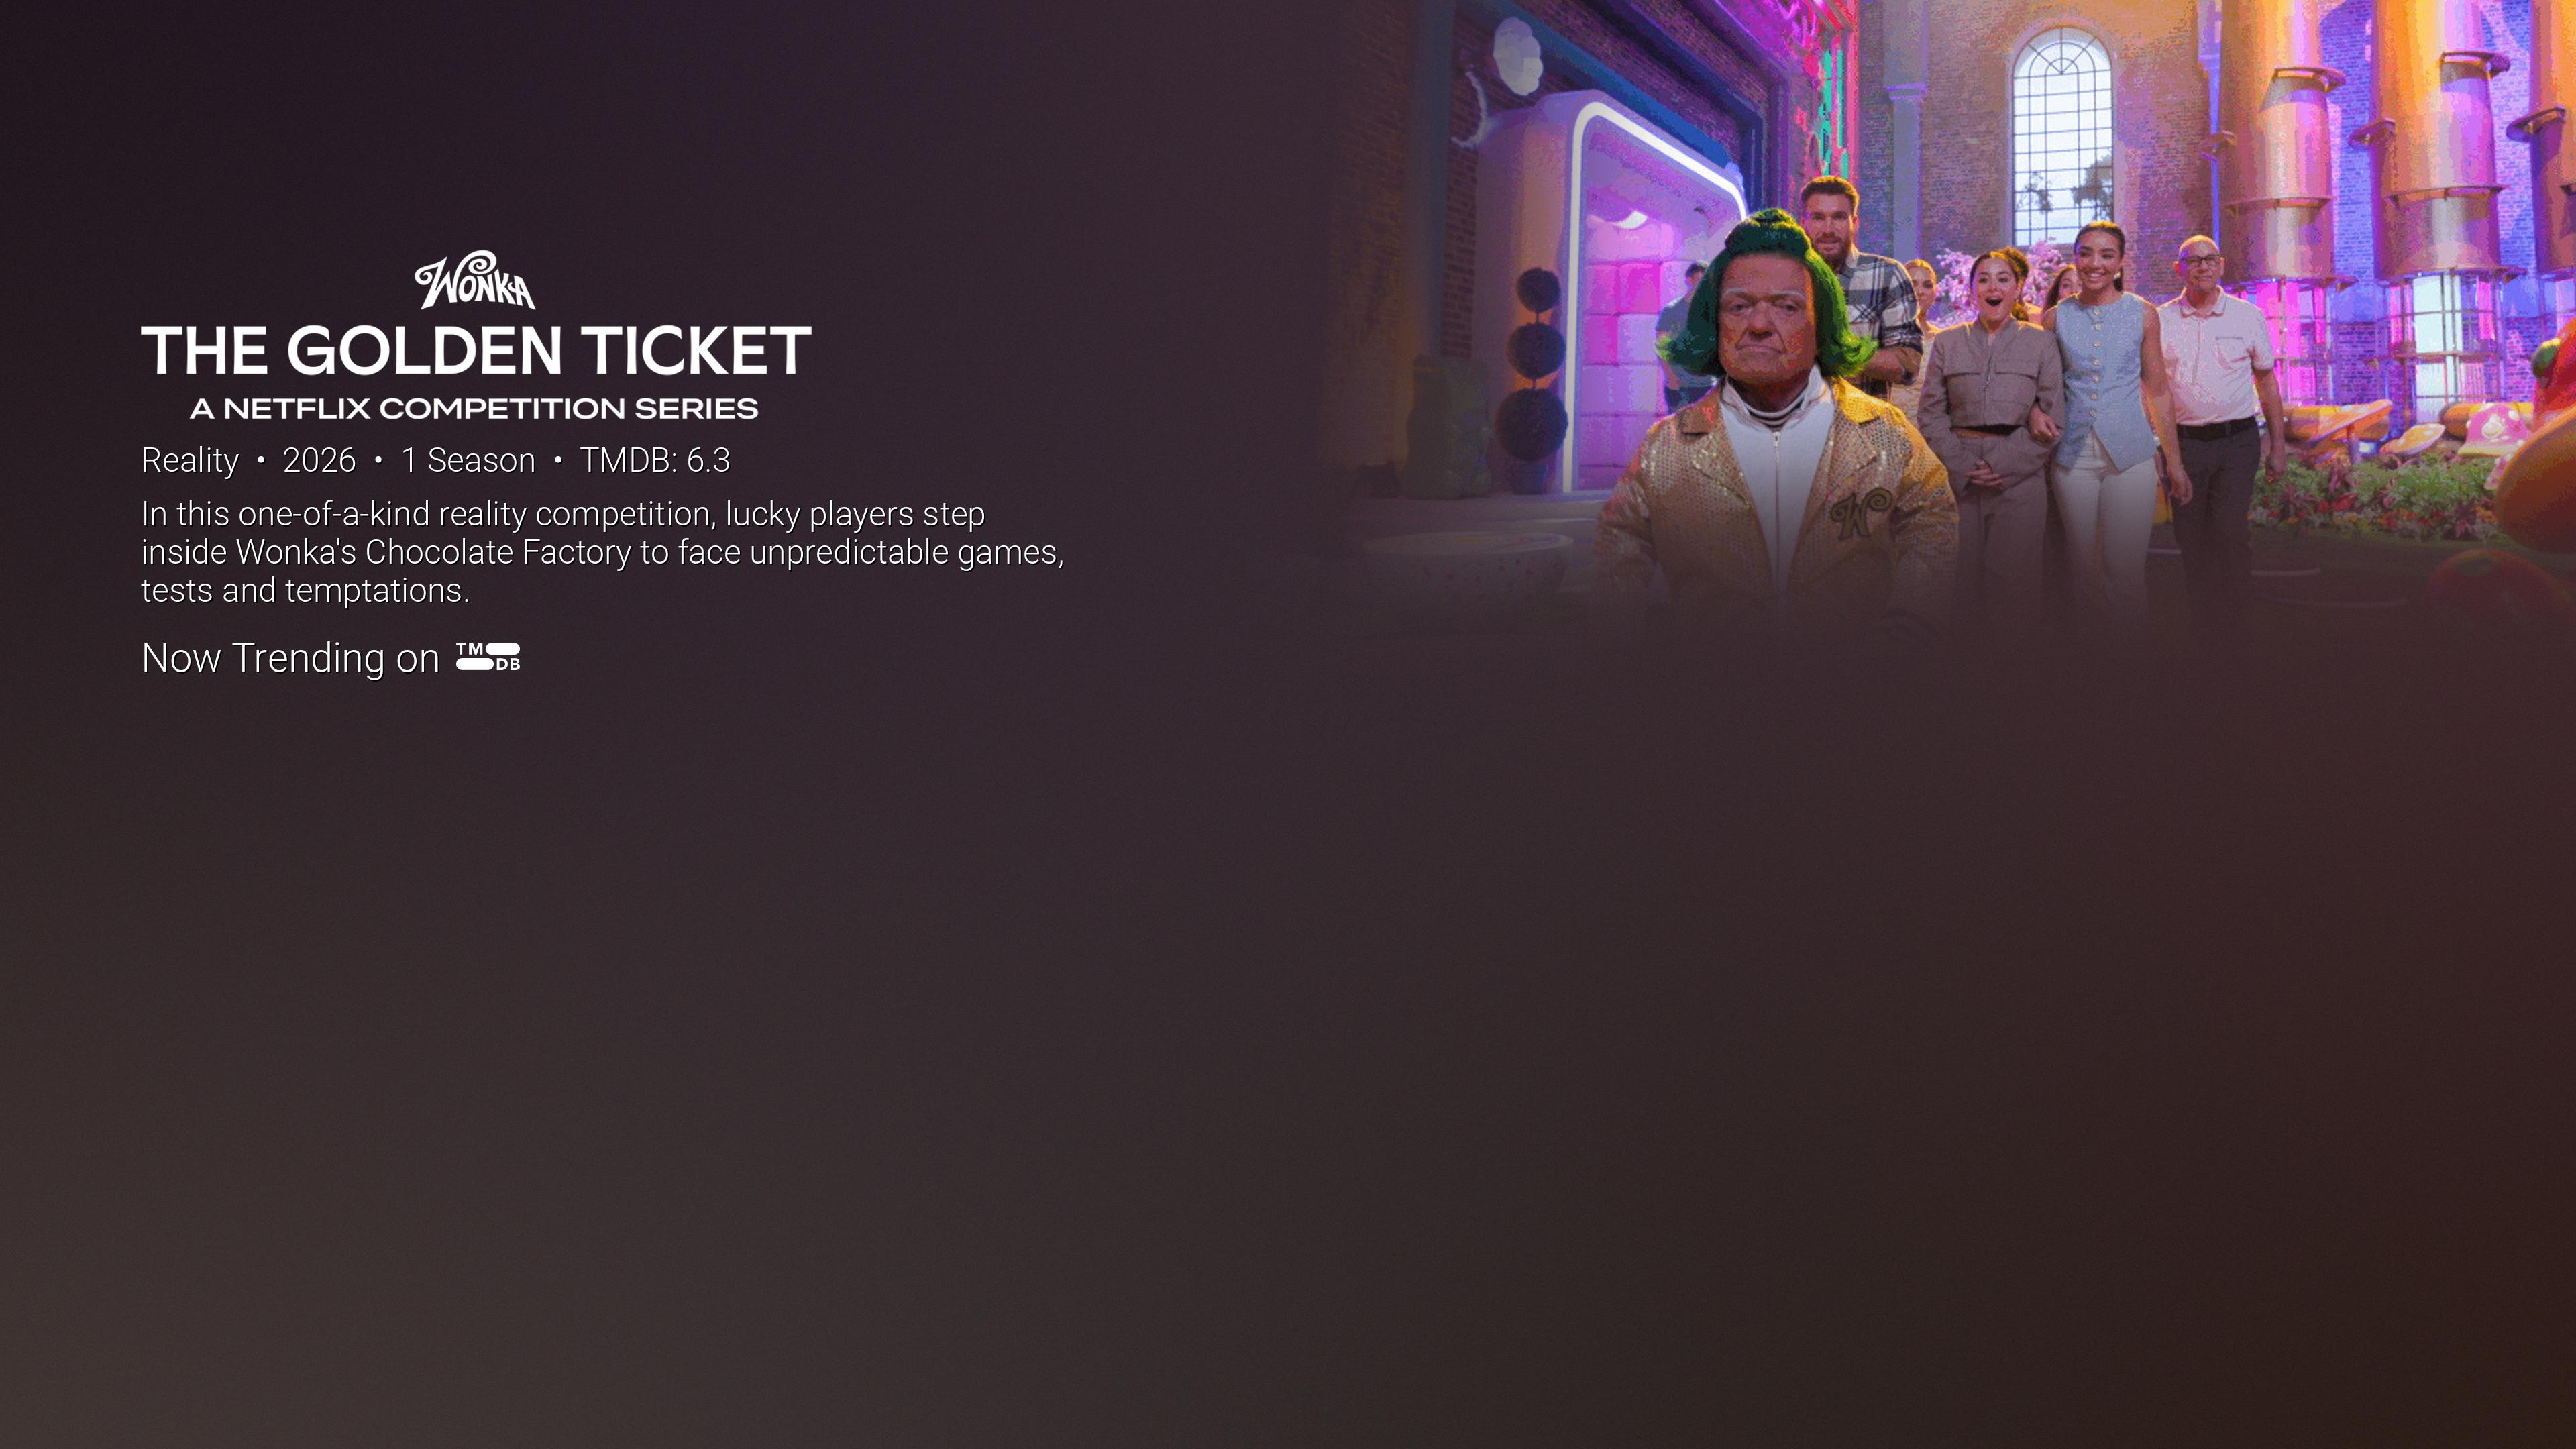 WONKA
THE GOLDEN TICKET
A NETFLIX COMPETITION SERIES
Reality • 2026 • 1 Season • TMDB: 6.3
In this one-of-a-kind reality competition, lucky players step
inside Wonka's Chocolate Factory to face unpredictable games,
tests and temptations.
Now Trending on TMDB
W